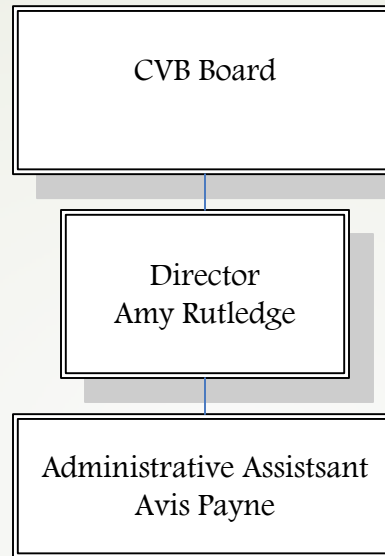 CVB Board
Director
Amy Rutledge
Administrative Assistsant
Avis Payne